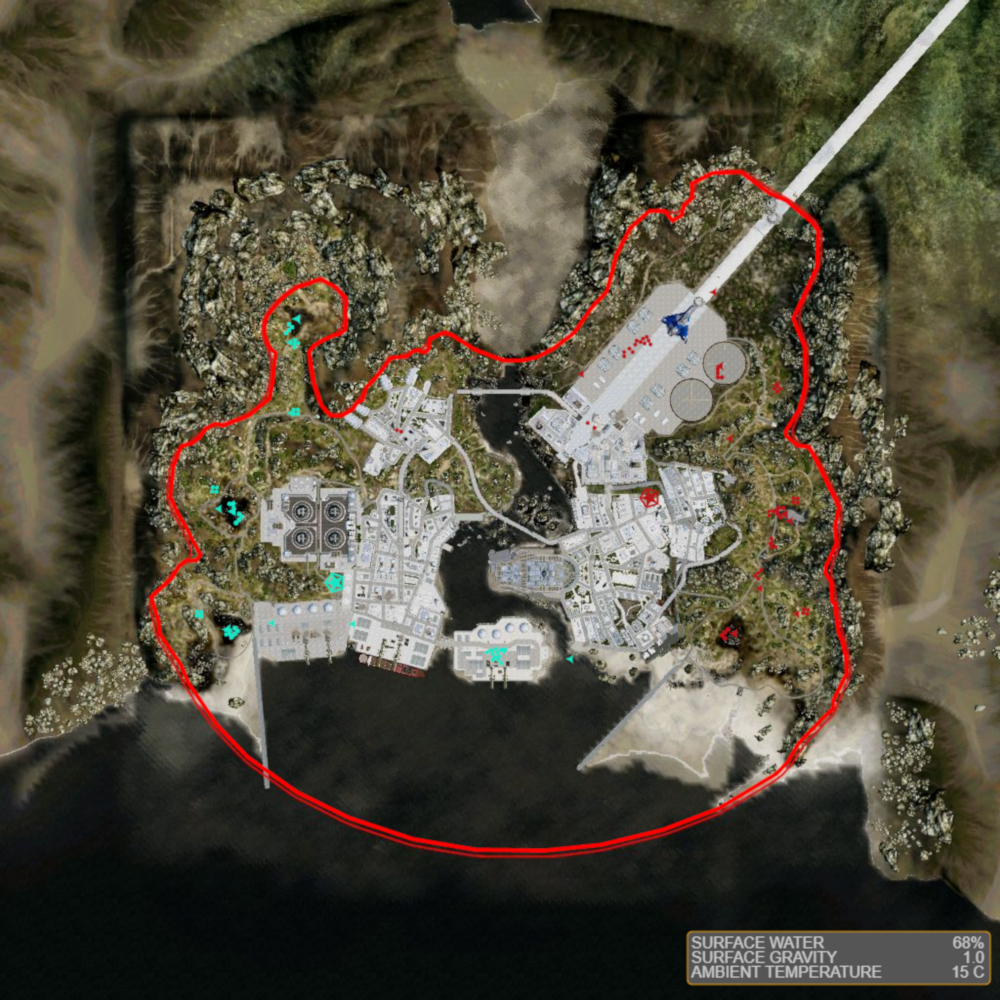 SURFACE WATER 68%
SURFACE GRAVITY 1.0
AMBIENT TEMPERATURE 15 C